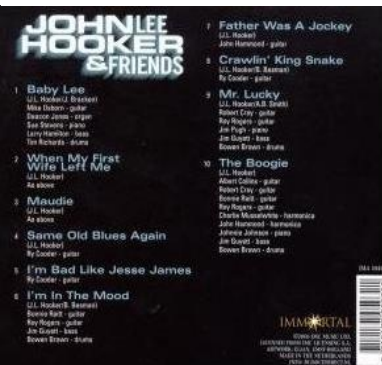 JOHN LEE
HOOKER
& FRIENDS
1 Baby Lee
(J.L. Hooker/J. Bracken)
Mike Osborn - guitar
Deacon Jones - organ
Sue Stevens - piano
Larry Hamilton - bass
Tim Richards - drums
2 When My First
Wife Left Me
(J.L. Hooker)
As above
3 Maudie
(J.L. Hooker)
As above
4 Same Old Blues Again
(J.L. Hooker)
Ry Cooder - guitar
5 I'm Bad Like Jesse James
Ry Cooder - guitar
6 I'm In The Mood
(J.L. Hooker/B. Besman)
Bonnie Raitt - guitar
Roy Rogers - guitar
Jim Guyett - bass
Bowen Brown - drums
7 Father Was A Jockey
(J.L. Hooker)
John Hammond - guitar
8 Crawlin' King Snake
(J.L. Hooker/B. Besman)
Ry Cooder - guitar
9 Mr. Lucky
(J.L. Hooker/A.B. Smith)
Robert Cray - guitar
Roy Rogers - guitar
Jim Pugh - piano
Jim Guyatt - bass
Bowen Brown - drums
10 The Boogie
(J.L. Hooker)
Albert Collins - guitar
Robert Cray - guitar
Bonnie Raitt - guitar
Roy Rogers - guitar
Charlie Musselwhite - harmonica
John Hammond - harmonica
Johnnie Johnson - piano
Jim Guyatt - bass
Bowen Brown - drums
IMMORTAL
MADE IN THE NETHERLANDS